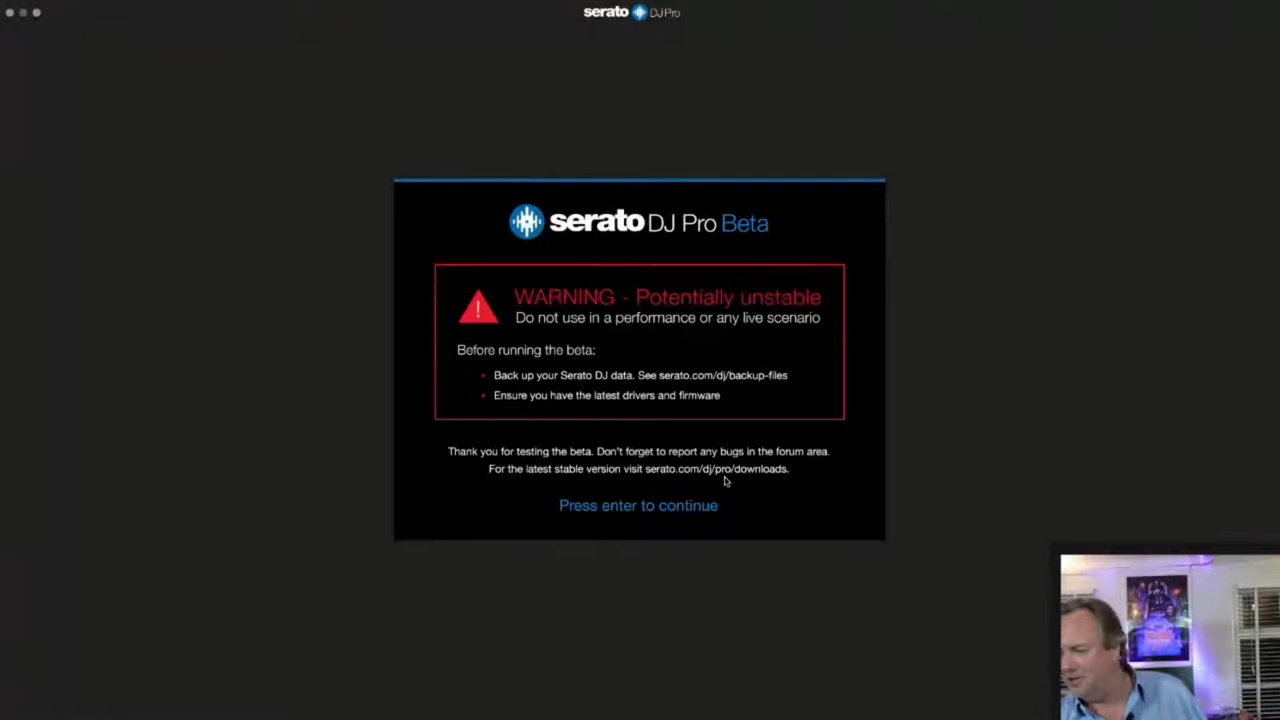 serato DJ Pro
serato DJ Pro Beta
WARNING - Potentially unstable
Do not use in a performance or any live scenario
Before running the beta:
• Back up your Serato DJ data. See serato.com/dj/backup-files
• Ensure you have the latest drivers and firmware
Thank you for testing the beta. Don't forget to report any bugs in the forum area.
For the latest stable version visit serato.com/dj/pro/downloads.
Press enter to continue